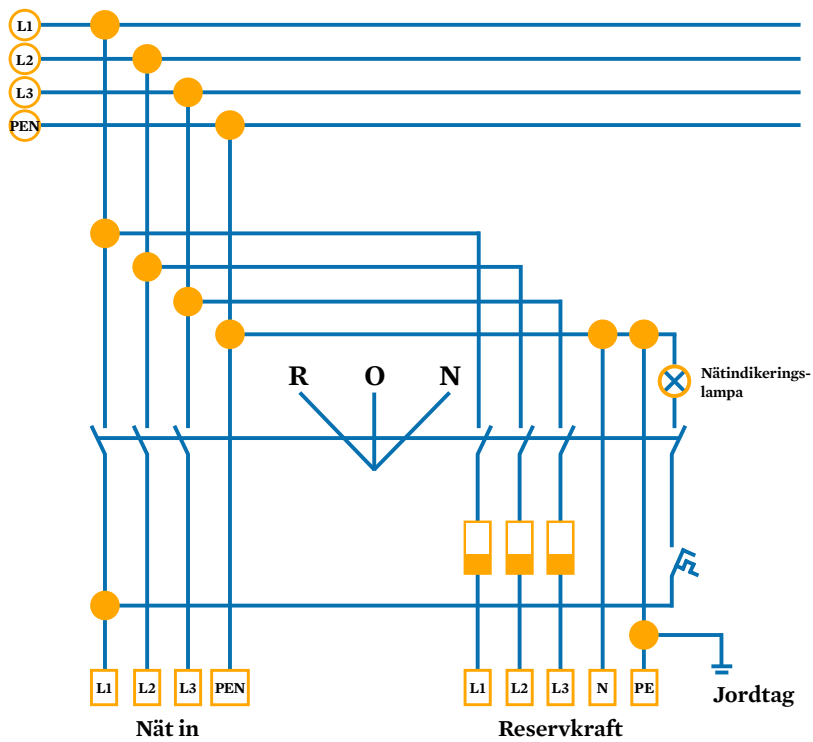 L1
L2
L3
PEN
R O N
Nätindikerings-
lampa
L1 L2 L3 PEN L1 L2 L3 N PE
Jordtag
Nät in Reservkraft